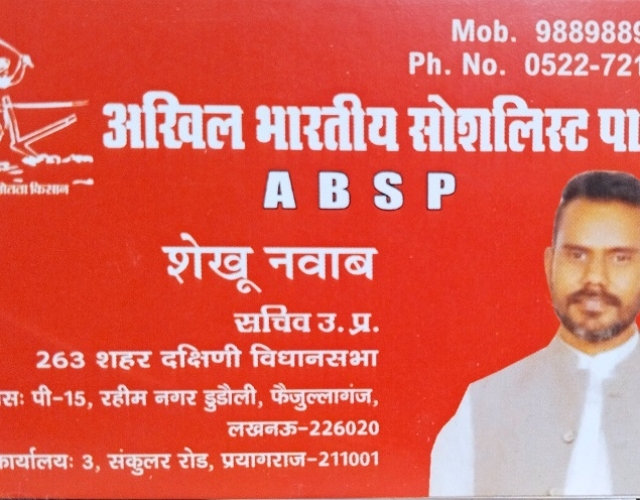 Mob. 9889889
Ph. No. 0522-721
अखिल भारतीय सोशलिस्ट पा
A B S P
जोतता किसान
शेखू नवाब
सचिव उ. प्र.
263 शहर दक्षिणी विधानसभा
सः पी-15, रहीम नगर डुडौली, फैजुल्लागंज,
लखनऊ-226020
कार्यालयः 3, संकुलर रोड, प्रयागराज-211001